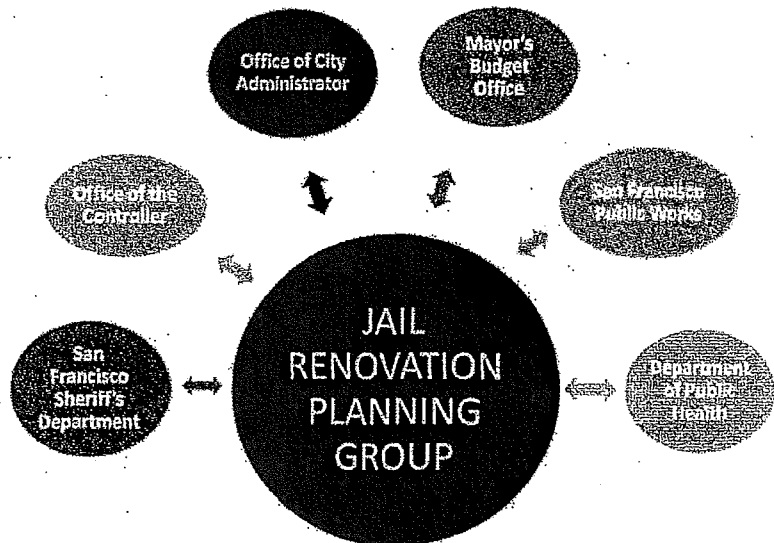 Office of City
Administrator
Mayor's
Budget
Office
Office of the
Controller
San Francisco
Public Works
San
Francisco
Sheriff's
Department
JAIL
RENOVATION
PLANNING
GROUP
Department
of Public
Health